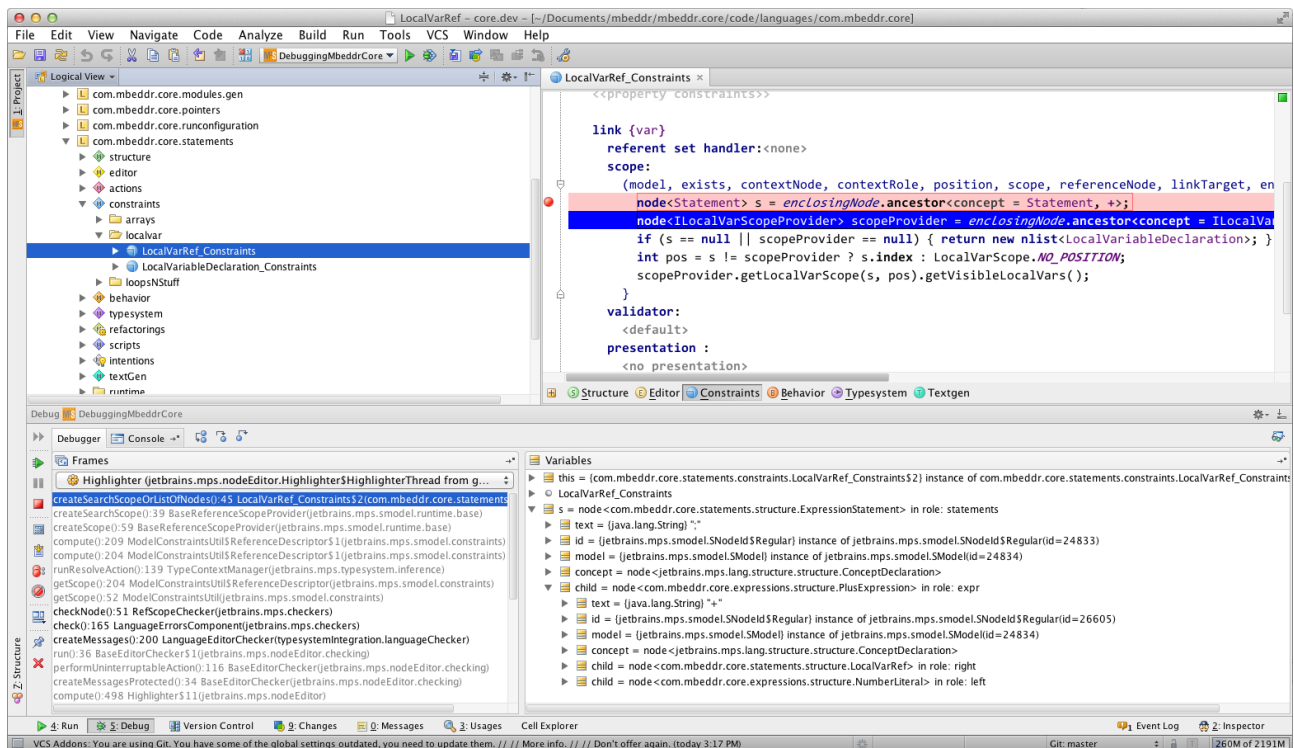 LocalVarRef – core.dev – [~/Documents/mbeddr/mbeddr.core/code/languages/com.mbeddr.core]
File Edit View Navigate Code Analyze Build Run Tools VCS Window Help
DebuggingMbeddrCore
1: Project
Logical View
com.mbeddr.core.modules.gen
com.mbeddr.core.pointers
com.mbeddr.core.runconfiguration
com.mbeddr.core.statements
structure
editor
actions
constraints
arrays
localvar
LocalVarRef_Constraints
LocalVariableDeclaration_Constraints
loopsNStuff
behavior
typesystem
refactorings
scripts
intentions
textGen
runtime
LocalVarRef_Constraints ×
<<property constraints>>
link {var}
referent set handler:<none>
scope:
(model, exists, contextNode, contextRole, position, scope, referenceNode, linkTarget, en
node<Statement> s = enclosingNode.ancestor<concept = Statement, +>;
node<ILocalVarScopeProvider> scopeProvider = enclosingNode.ancestor<concept = ILocalVa
if (s == null || scopeProvider == null) { return new nlist<LocalVariableDeclaration>; }
int pos = s != scopeProvider ? s.index : LocalVarScope.NO_POSITION;
scopeProvider.getLocalVarScope(s, pos).getVisibleLocalVars();
}
validator:
<default>
presentation :
<no presentation>
Structure Editor Constraints Behavior Typesystem Textgen
Debug DebuggingMbeddrCore
Debugger Console
Frames
Highlighter (jetbrains.mps.nodeEditor.Highlighter$HighlighterThread from g...
createSearchScopeOrListOfNodes():45 LocalVarRef_Constraints$2(com.mbeddr.core.statements
createSearchScope():39 BaseReferenceScopeProvider(jetbrains.mps.smodel.runtime.base)
createScope():59 BaseReferenceScopeProvider(jetbrains.mps.smodel.runtime.base)
compute():209 ModelConstraintsUtil$ReferenceDescriptor$1(jetbrains.mps.smodel.constraints)
compute():204 ModelConstraintsUtil$ReferenceDescriptor$1(jetbrains.mps.smodel.constraints)
runResolveAction():139 TypeContextManager(jetbrains.mps.typesystem.inference)
getScope():204 ModelConstraintsUtil$ReferenceDescriptor(jetbrains.mps.smodel.constraints)
getScope():52 ModelConstraintsUtil(jetbrains.mps.smodel.constraints)
checkNode():51 RefScopeChecker(jetbrains.mps.checkers)
check():165 LanguageErrorsComponent(jetbrains.mps.checkers)
createMessages():200 LanguageEditorChecker(typesystemIntegration.languageChecker)
run():36 BaseEditorChecker$1(jetbrains.mps.nodeEditor.checking)
performUninterruptableAction():116 BaseEditorChecker(jetbrains.mps.nodeEditor.checking)
createMessagesProtected():34 BaseEditorChecker(jetbrains.mps.nodeEditor.checking)
compute():498 Highlighter$11(jetbrains.mps.nodeEditor)
Variables
this = {com.mbeddr.core.statements.constraints.LocalVarRef_Constraints$2} instance of com.mbeddr.core.statements.constraints.LocalVarRef_Constraints
LocalVarRef_Constraints
s = node<com.mbeddr.core.statements.structure.ExpressionStatement> in role: statements
text = {java.lang.String} ";"
id = {jetbrains.mps.smodel.SNodeId$Regular} instance of jetbrains.mps.smodel.SNodeId$Regular(id=24833)
model = {jetbrains.mps.smodel.SModel} instance of jetbrains.mps.smodel.SModel(id=24834)
concept = node<jetbrains.mps.lang.structure.structure.ConceptDeclaration>
child = node<com.mbeddr.core.expressions.structure.PlusExpression> in role: expr
text = {java.lang.String} "+"
id = {jetbrains.mps.smodel.SNodeId$Regular} instance of jetbrains.mps.smodel.SNodeId$Regular(id=26605)
model = {jetbrains.mps.smodel.SModel} instance of jetbrains.mps.smodel.SModel(id=24834)
concept = node<jetbrains.mps.lang.structure.structure.ConceptDeclaration>
child = node<com.mbeddr.core.statements.structure.LocalVarRef> in role: right
child = node<com.mbeddr.core.expressions.structure.NumberLiteral> in role: left
Z: Structure
4: Run 5: Debug Version Control 9: Changes 0: Messages 3: Usages Cell Explorer 1 Event Log 2: Inspector
VCS Addons: You are using Git. You have some of the global settings outdated, you need to update them. // // More info. // // Don't offer again. (today 3:17 PM) Git: master 260M of 2191M